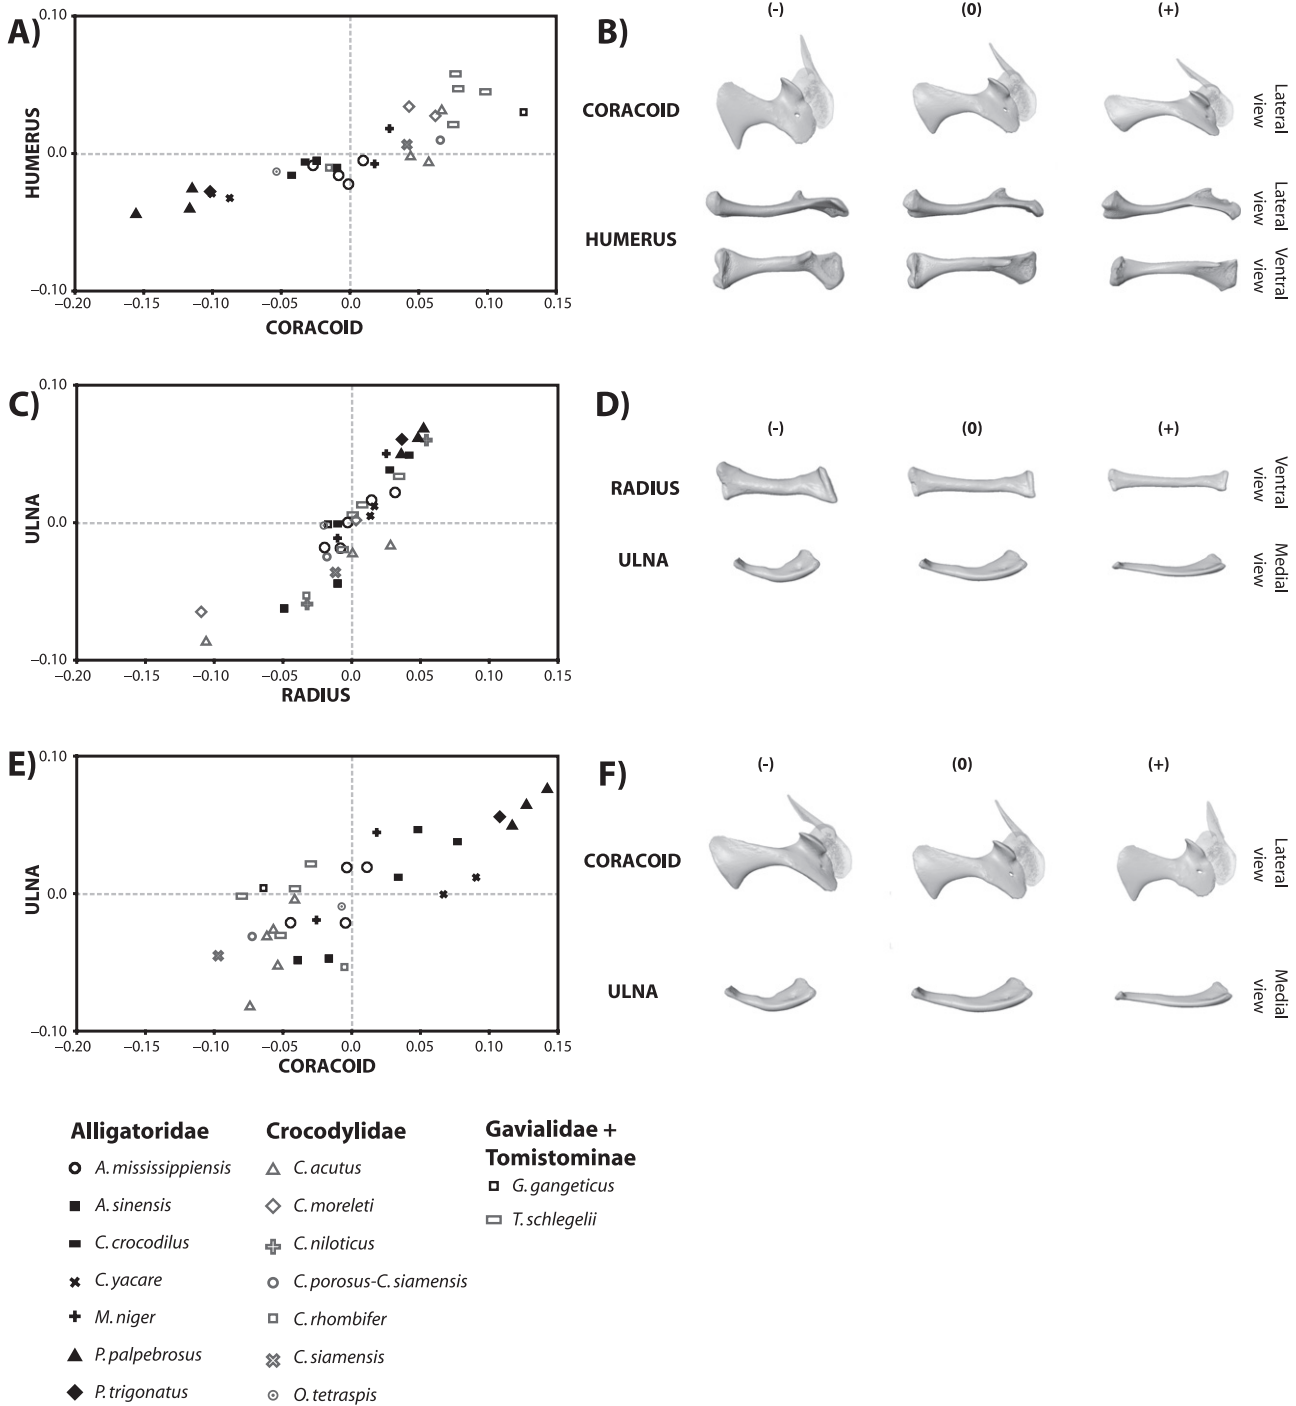 A)
0.10
0.0
−0.10
HUMERUS
−0.20 −0.15 −0.10 −0.05 0.0 0.05 0.10 0.15
CORACOID
B)
(-) (0) (+)
CORACOID
Lateral
view
HUMERUS
Lateral
view
Ventral
view
C)
0.10
0.0
−0.10
ULNA
−0.20 −0.15 −0.10 −0.05 0.0 0.05 0.10 0.15
RADIUS
D)
(-) (0) (+)
RADIUS
Ventral
view
ULNA
Medial
view
E)
0.10
0.0
−0.10
ULNA
−0.20 −0.15 −0.10 −0.05 0.0 0.05 0.10 0.15
CORACOID
F)
(-) (0) (+)
CORACOID
Lateral
view
ULNA
Medial
view
Alligatoridae
A. mississippiensis
A. sinensis
C. crocodilus
C. yacare
M. niger
P. palpebrosus
P. trigonatus
Crocodylidae
C. acutus
C. moreleti
C. niloticus
C. porosus-C. siamensis
C. rhombifer
C. siamensis
O. tetraspis
Gavialidae +
Tomistominae
G. gangeticus
T. schlegelii